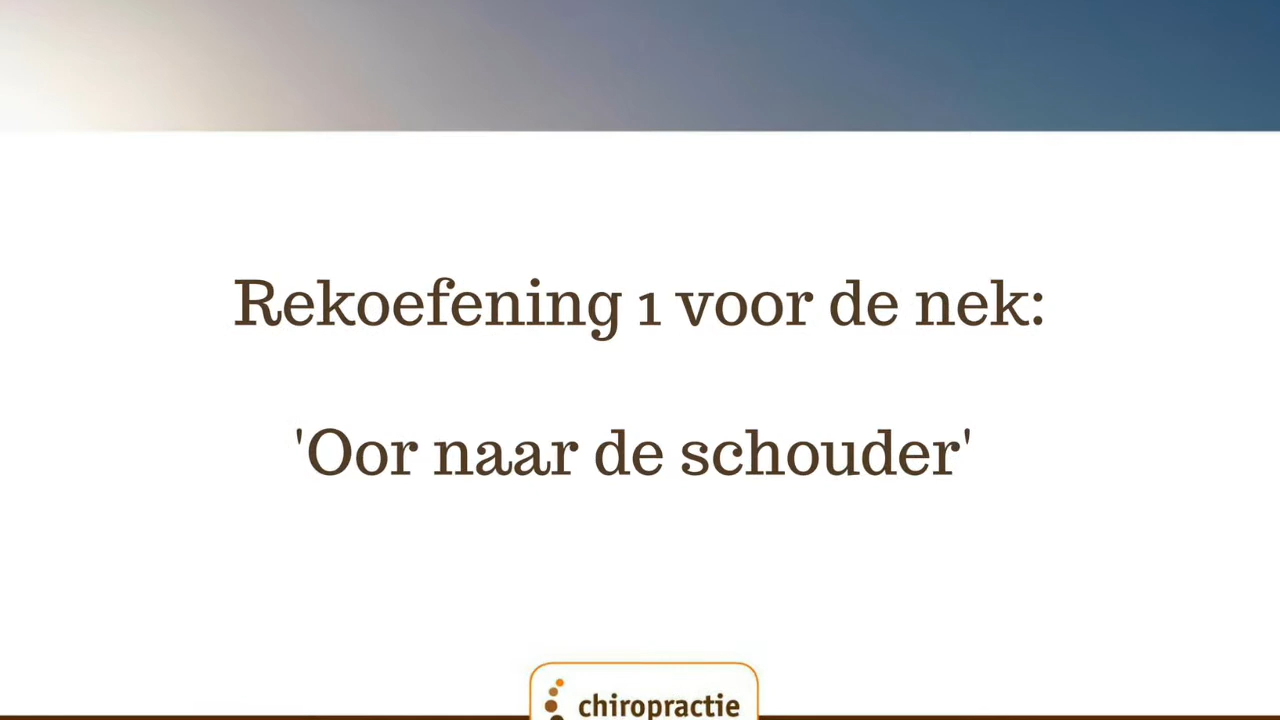 Rekoefening 1 voor de nek:
'Oor naar de schouder'
chiropractie